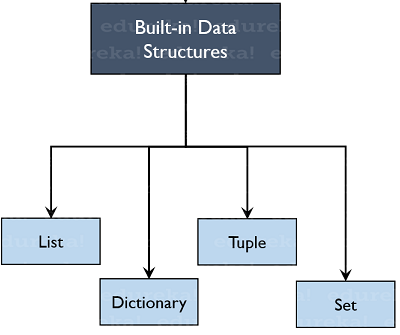 Built-in Data
Structures
List
Tuple
Dictionary
Set